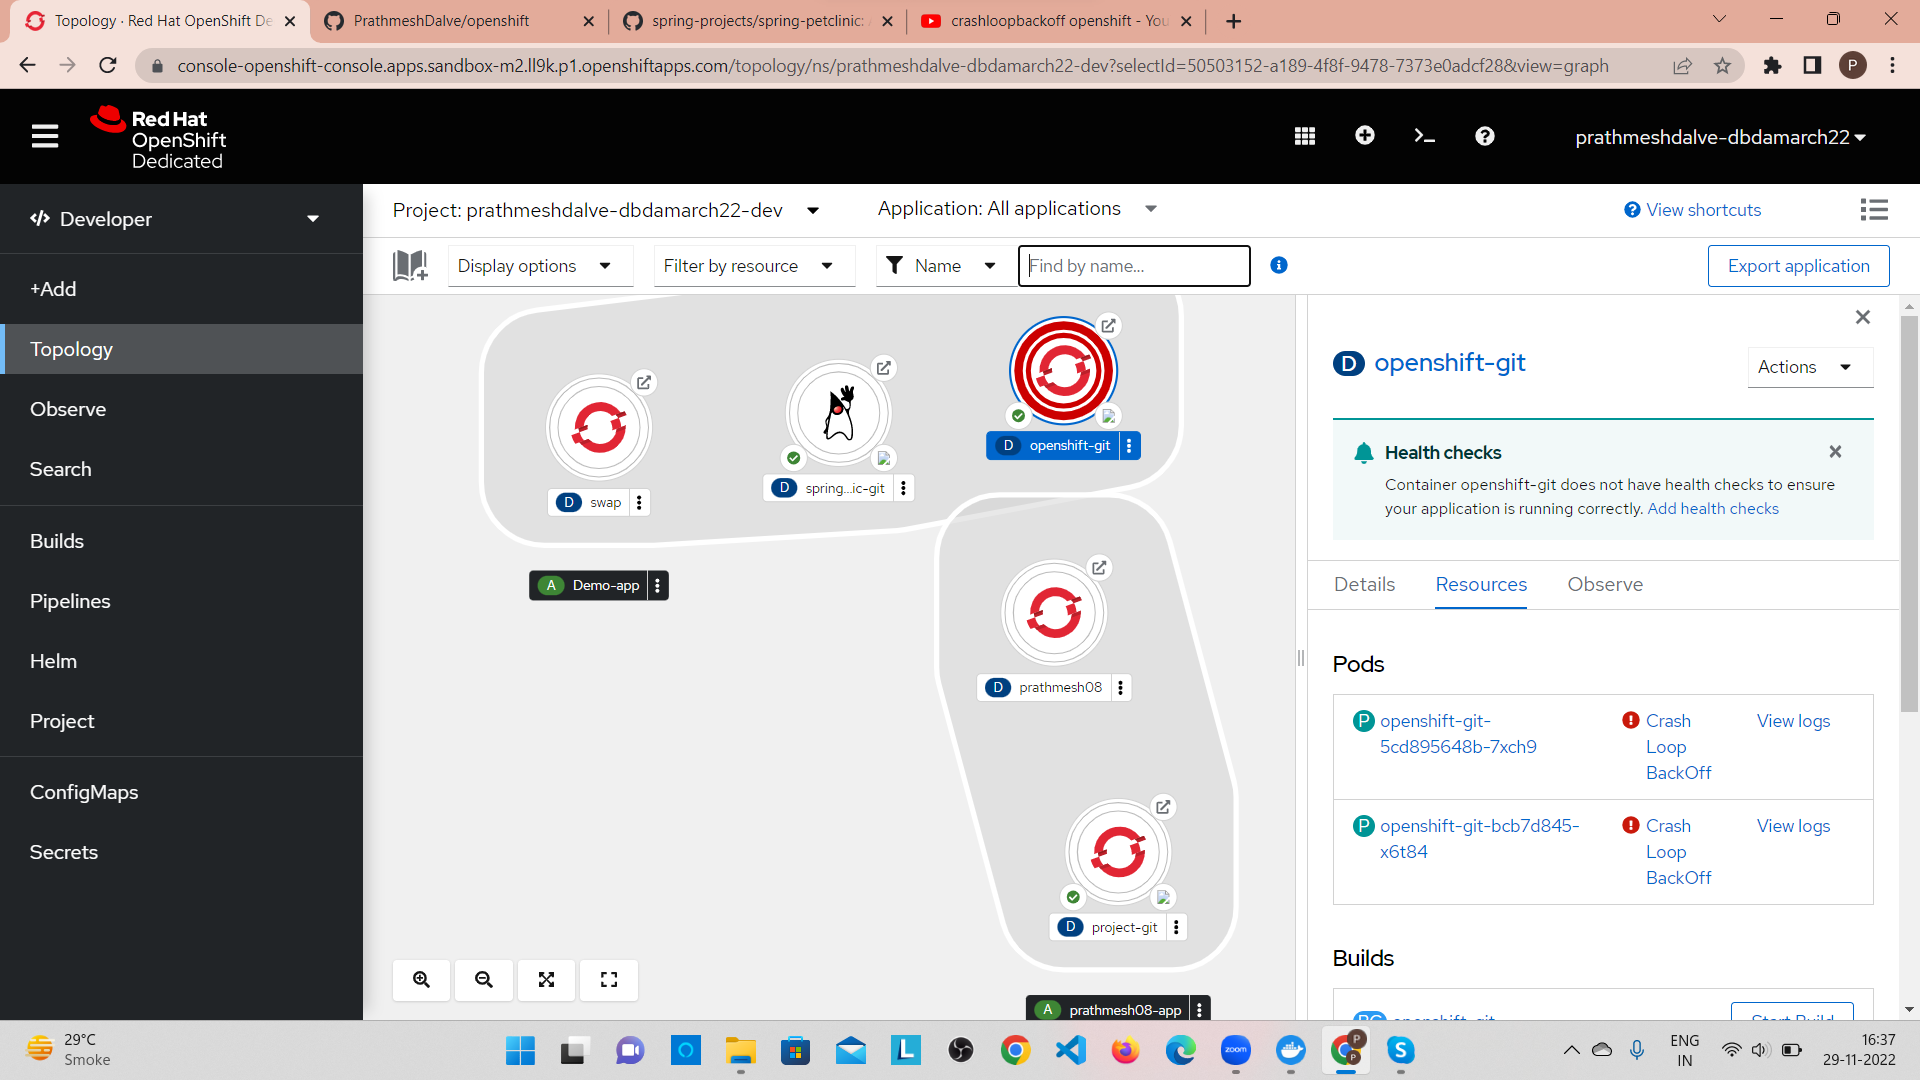 Topology · Red Hat OpenShift De
PrathmeshDalve/openshift
spring-projects/spring-petclinic: A
crashloopbackoff openshift - You
console-openshift-console.apps.sandbox-m2.ll9k.p1.openshiftapps.com/topology/ns/prathmeshdalve-dbdamarch22-dev?selectId=50503152-a189-4f8f-9478-7373e0adcf28&view=graph
P
Red Hat
OpenShift
Dedicated
prathmeshdalve-dbdamarch22
Developer
+Add
Topology
Observe
Search
Builds
Pipelines
Helm
Project
ConfigMaps
Secrets
Project: prathmeshdalve-dbdamarch22-dev
Application: All applications
View shortcuts
Display options
Filter by resource
Name
Find by name...
Export application
D swap
D spring...ic-git
D openshift-git
A Demo-app
D prathmesh08
D project-git
A prathmesh08-app
D openshift-git
Actions
Health checks
Container openshift-git does not have health checks to ensure
your application is running correctly. Add health checks
Details
Resources
Observe
Pods
P openshift-git-
5cd895648b-7xch9
Crash
Loop
BackOff
View logs
P openshift-git-bcb7d845-
x6t84
Crash
Loop
BackOff
View logs
Builds
BC openshift-git
Start Build
29°C
Smoke
zoom
ENG
IN
16:37
29-11-2022